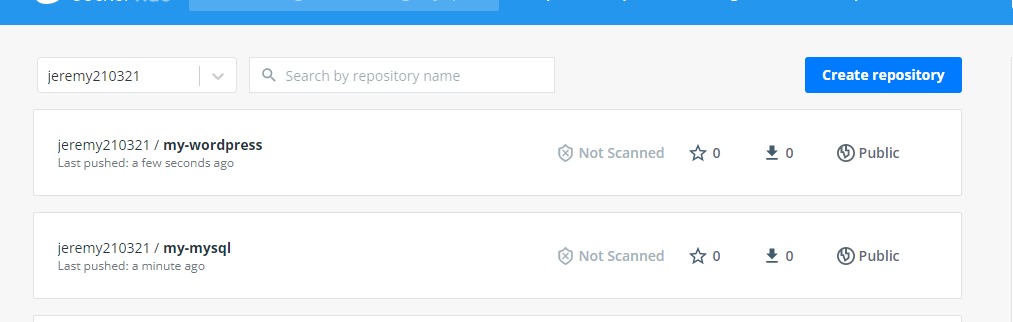 jeremy210321
Search by repository name
Create repository
jeremy210321 / my-wordpress
Last pushed: a few seconds ago
Not Scanned
0
0
Public
jeremy210321 / my-mysql
Last pushed: a minute ago
Not Scanned
0
0
Public